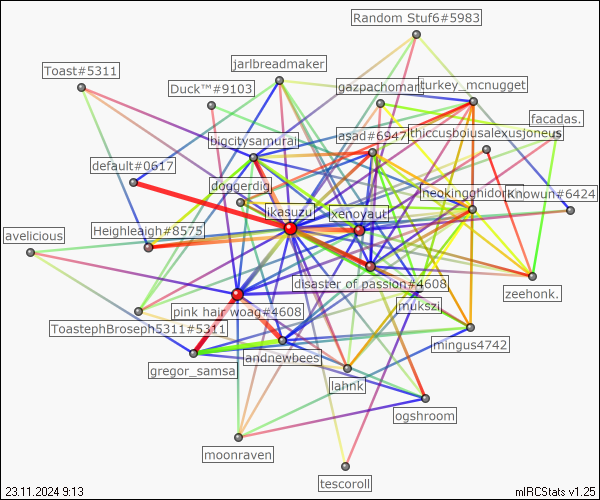 Random Stuf6#5983
jarlbreadmaker
Toast#5311
Duck™#9103
gazpachoman
turkey_mcnugget
facadas.
bigcitysamurai
asad#6947
thiccusboiusalexusjoneus
default#0617
doggerdig
neokingghidora
Knowun#6424
ikasuzu
xenoyaut
Heighleaigh#8575
avelicious
disaster of passion#4608
zeehonk.
pink hair woag#4608
mukszi
ToastephBroseph5311#5311
mingus4742
andnewbees
gregor_samsa
lahnk
ogshroom
moonraven
tescoroll
23.11.2024 9:13
mIRCStats v1.25